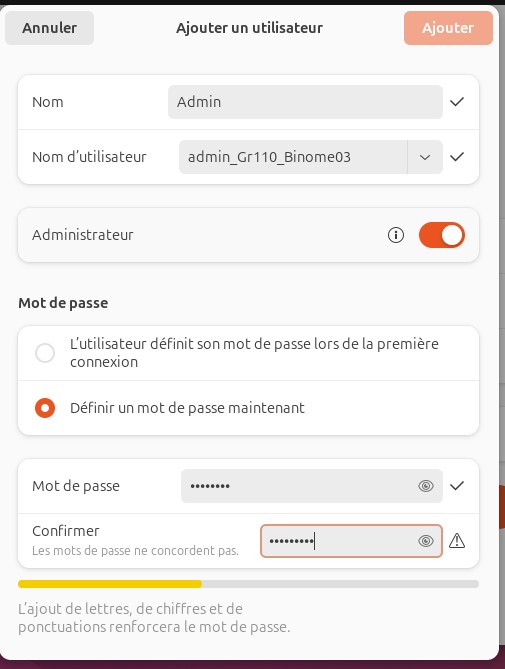 Annuler
Ajouter un utilisateur
Ajouter
Nom
Admin
Nom d’utilisateur
admin_Gr110_Binome03
Administrateur
Mot de passe
L’utilisateur définit son mot de passe lors de la première
connexion
Définir un mot de passe maintenant
Mot de passe
••••••••
Confirmer
•••••••••
Les mots de passe ne concordent pas.
L’ajout de lettres, de chiffres et de
ponctuations renforcera le mot de passe.